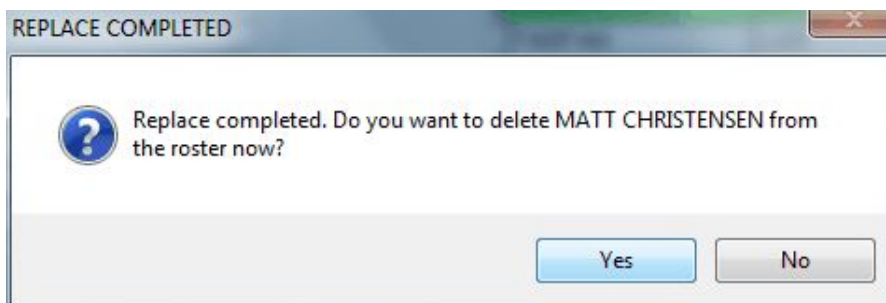 REPLACE COMPLETED
Replace completed. Do you want to delete MATT CHRISTENSEN from
the roster now?
Yes No